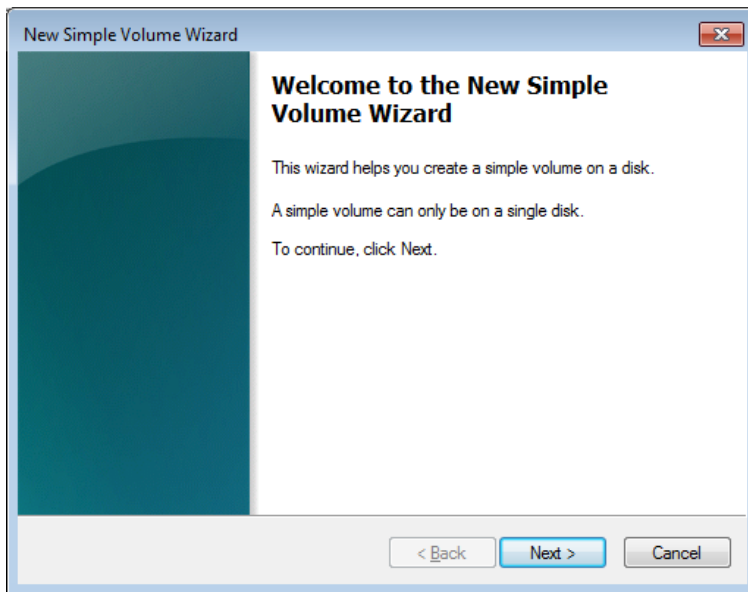 New Simple Volume Wizard
Welcome to the New Simple
Volume Wizard
This wizard helps you create a simple volume on a disk.
A simple volume can only be on a single disk.
To continue, click Next.
< Back
Next >
Cancel